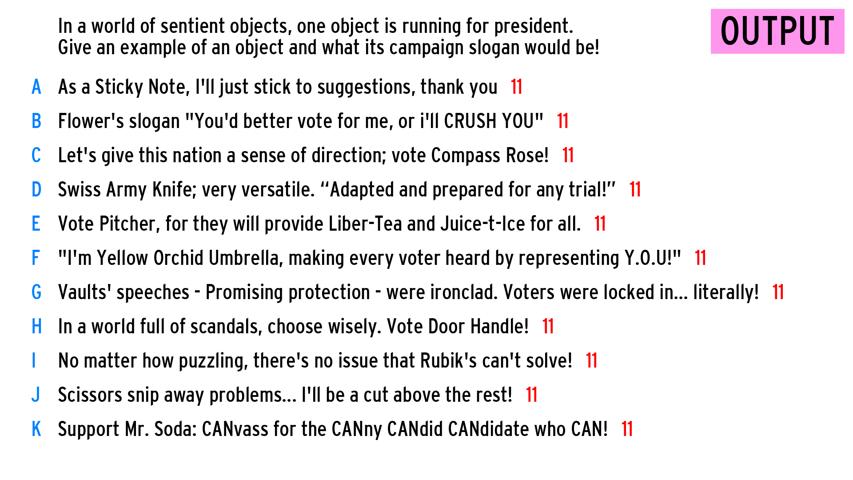 In a world of sentient objects, one object is running for president.
Give an example of an object and what its campaign slogan would be!
OUTPUT
A As a Sticky Note, I'll just stick to suggestions, thank you 11
B Flower's slogan "You'd better vote for me, or i'll CRUSH YOU" 11
C Let's give this nation a sense of direction; vote Compass Rose! 11
D Swiss Army Knife; very versatile. “Adapted and prepared for any trial!” 11
E Vote Pitcher, for they will provide Liber-Tea and Juice-t-Ice for all. 11
F "I'm Yellow Orchid Umbrella, making every voter heard by representing Y.O.U!" 11
G Vaults' speeches - Promising protection - were ironclad. Voters were locked in... literally! 11
H In a world full of scandals, choose wisely. Vote Door Handle! 11
I No matter how puzzling, there's no issue that Rubik's can't solve! 11
J Scissors snip away problems... I'll be a cut above the rest! 11
K Support Mr. Soda: CANvass for the CANny CANdid CANdidate who CAN! 11